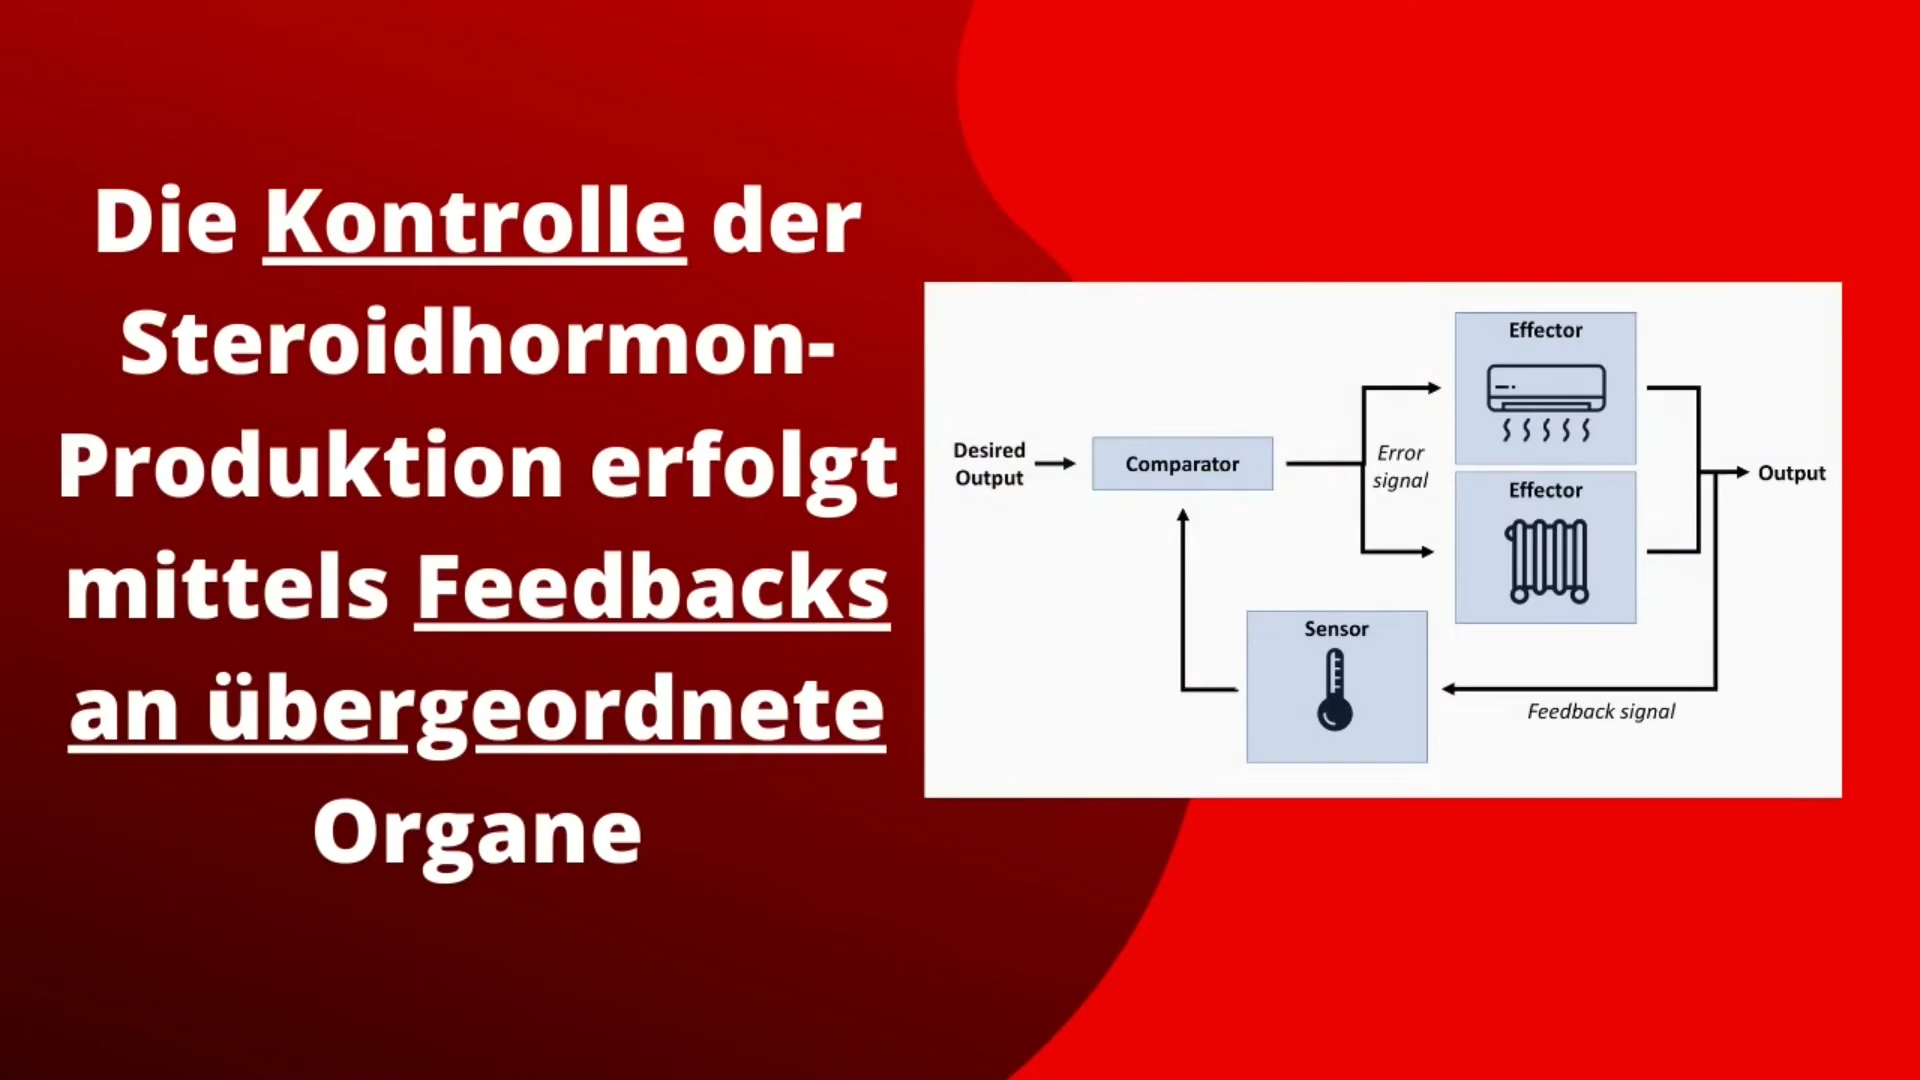 Die Kontrolle der
Steroidhormon-
Produktion erfolgt
mittels Feedbacks
an übergeordnete
Organe
Effector
Desired
Output
Comparator
Error
signal
Effector
Output
Sensor
Feedback signal